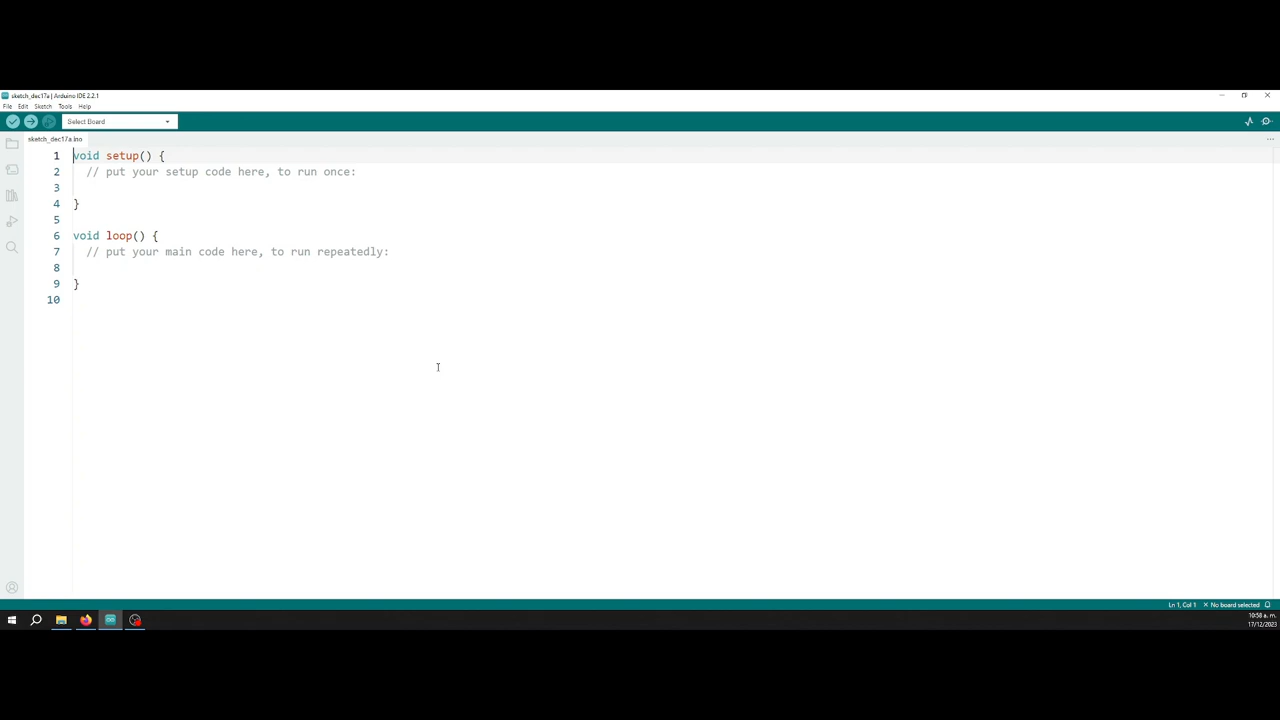 sketch_dec17a | Arduino IDE 2.2.1
File Edit Sketch Tools Help
Select Board
sketch_dec17a.ino
1 void setup() {
2 // put your setup code here, to run once:
3
4 }
5
6 void loop() {
7 // put your main code here, to run repeatedly:
8
9 }
10
Ln 1, Col 1 × No board selected
10:58 a. m.
17/12/2023